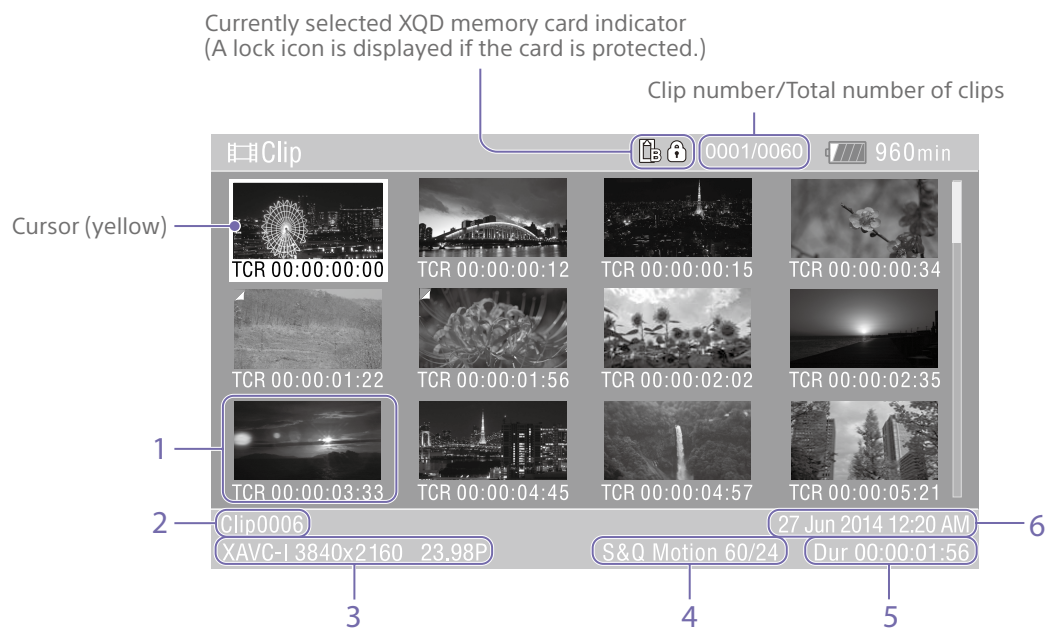 Currently selected XQD memory card indicator
(A lock icon is displayed if the card is protected.)
Clip number/Total number of clips
Clip
B
0001/0060
960min
Cursor (yellow)
TCR 00:00:00:00
TCR 00:00:00:12
TCR 00:00:00:15
TCR 00:00:00:34
TCR 00:00:01:22
TCR 00:00:01:56
TCR 00:00:02:02
TCR 00:00:02:35
1
TCR 00:00:03:33
TCR 00:00:04:45
TCR 00:00:04:57
TCR 00:00:05:21
2
Clip0006
27 Jun 2014 12:20 AM
6
XAVC-I 3840x2160 23.98P
S&Q Motion 60/24
Dur 00:00:01:56
3
4
5